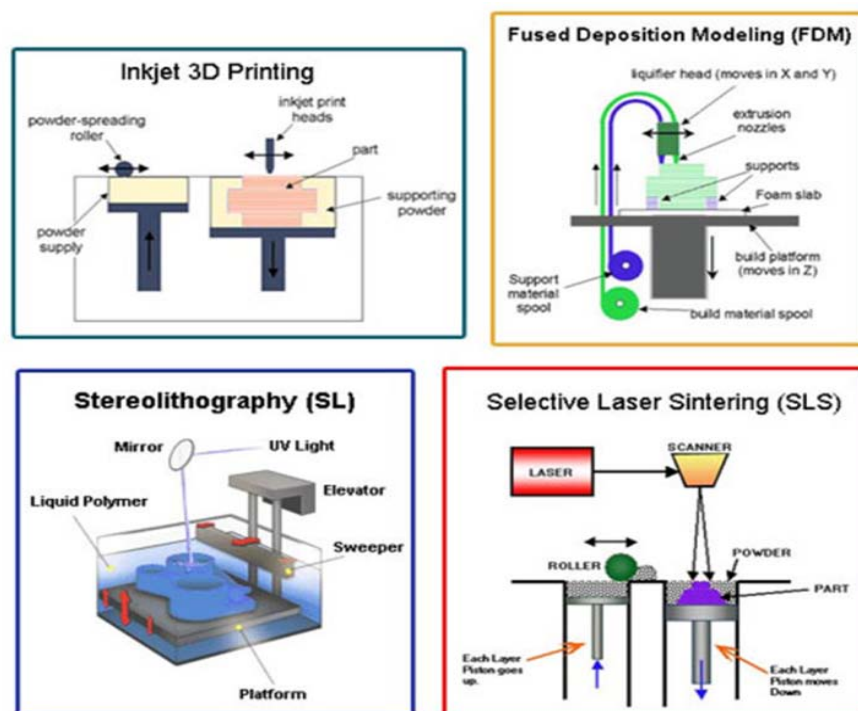 Inkjet 3D Printing
powder-spreading
roller
inkjet print
heads
part
supporting
powder
powder
supply
Fused Deposition Modeling (FDM)
liquifier head (moves in X and Y)
extrusion
nozzles
supports
Foam slab
build platform
(moves in Z)
Support
material
spool
build material spool
Stereolithography (SL)
Mirror
UV Light
Liquid Polymer
Elevator
Sweeper
Platform
Selective Laser Sintering (SLS)
SCANNER
LASER
ROLLER
POWDER
PART
Each Layer
Piston goes
up.
Each Layer
Piston moves
Down